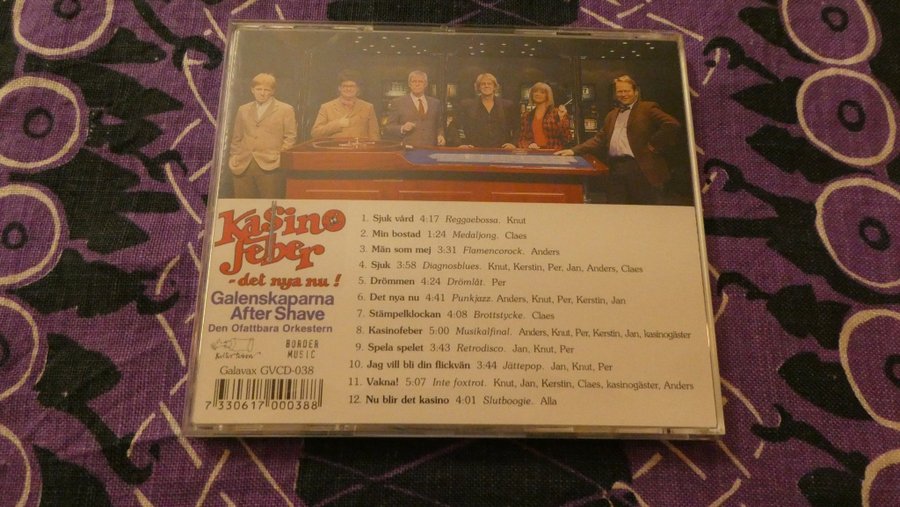 Kasino
feber
- det nya nu !
Galenskaparna
After Shave
Den Ofattbara Orkestern
Kulturtuben™
BORDER
MUSIC
Galavax GVCD-038
7 330617 000388
1. Sjuk vård 4:17 Reggaebossa. Knut
2. Min bostad 1:24 Medaljong. Claes
3. Män som mej 3:31 Flamencorock. Anders
4. Sjuk 3:58 Diagnosblues. Knut, Kerstin, Per, Jan, Anders, Claes
5. Drömmen 4:24 Drömlåt. Per
6. Det nya nu 4:41 Punkjazz. Anders, Knut, Per, Kerstin, Jan
7. Stämpelklockan 4:08 Brottstycke. Claes
8. Kasinofeber 5:00 Musikalfinal. Anders, Knut, Per, Kerstin, Jan, kasinogäster
9. Spela spelet 3:43 Retrodisco. Jan, Knut, Per
10. Jag vill bli din flickvän 3:44 Jättepop. Jan, Knut, Per
11. Vakna! 5:07 Inte foxtrot. Knut, Jan, Kerstin, Claes, kasinogäster, Anders
12. Nu blir det kasino 4:01 Slutboogie. Alla